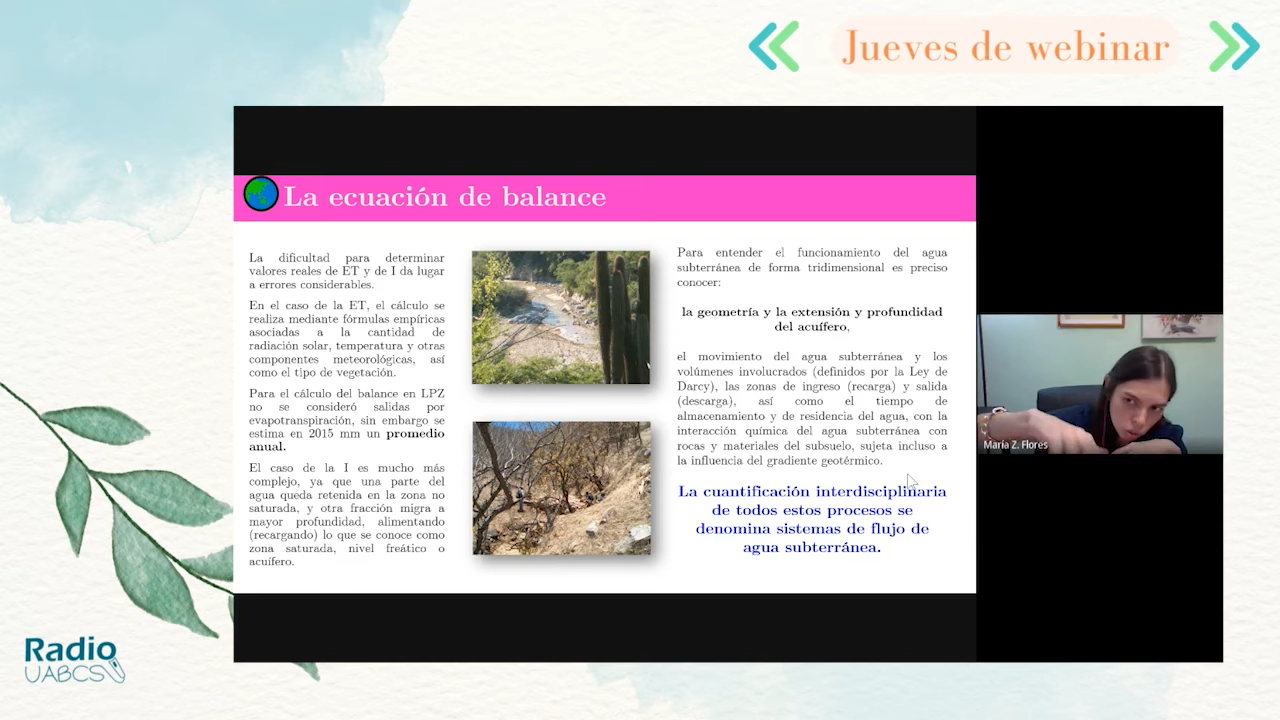 Jueves de webinar
La ecuación de balance
La dificultad para determinar
valores reales de ET y de I da lugar
a errores considerables.
En el caso de la ET, el cálculo se
realiza mediante fórmulas empíricas
asociadas a la cantidad de
radiación solar, temperatura y otras
componentes meteorológicas, así
como el tipo de vegetación.
Para el cálculo del balance en LPZ
no se consideró salidas por
evapotranspiración, sin embargo se
estima en 2015 mm un promedio
anual.
El caso de la I es mucho más
complejo, ya que una parte del
agua queda retenida en la zona no
saturada, y otra fracción migra a
mayor profundidad, alimentando
(recargando) lo que se conoce como
zona saturada, nivel freático o
acuífero.
Para entender el funcionamiento del agua
subterránea de forma tridimensional es preciso
conocer:
la geometría y la extensión y profundidad
del acuífero,
el movimiento del agua subterránea y los
volúmenes involucrados (definidos por la Ley de
Darcy), las zonas de ingreso (recarga) y salida
(descarga), así como el tiempo de
almacenamiento y de residencia del agua, con la
interacción química del agua subterránea con
rocas y materiales del subsuelo, sujeta incluso a
la influencia del gradiente geotérmico.
La cuantificación interdisciplinaria
de todos estos procesos se
denomina sistemas de flujo de
agua subterránea.
María Z. Flores
Radio
UABCS